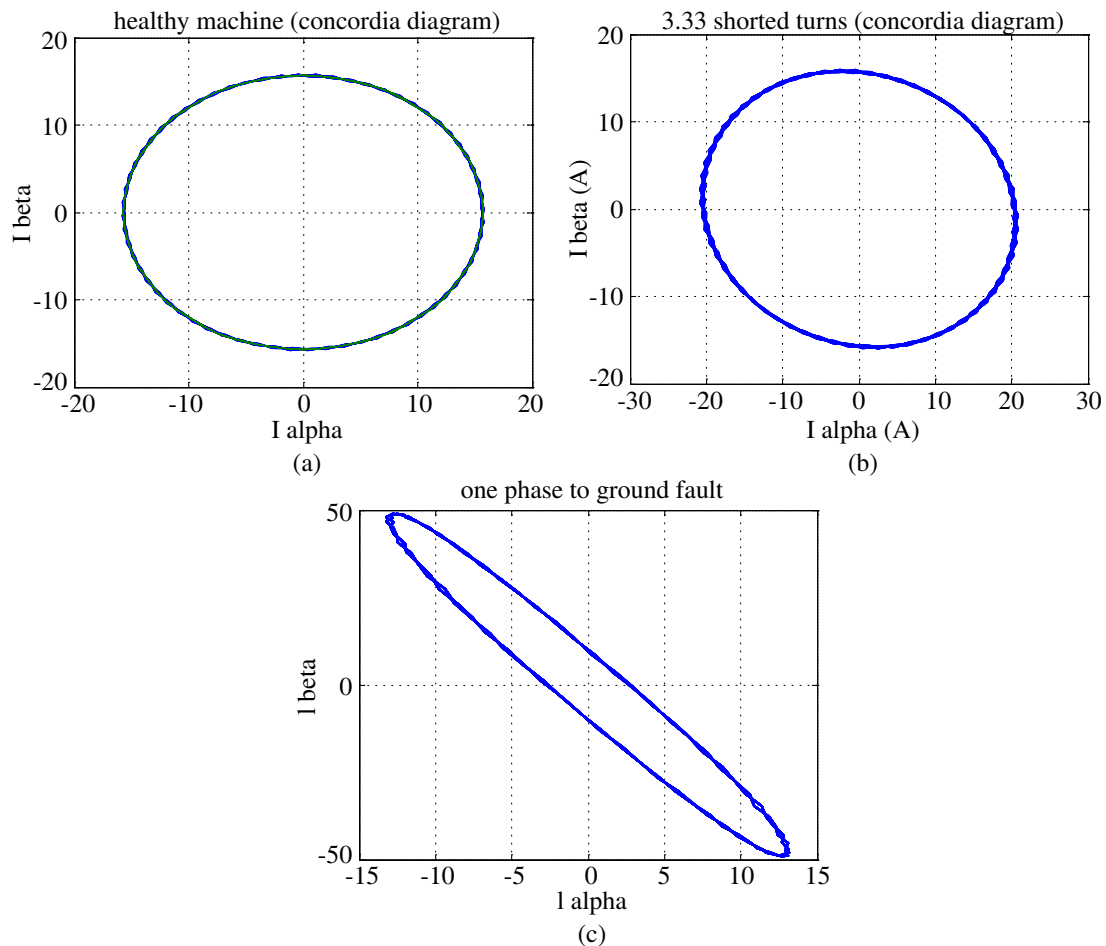 healthy machine (concordia diagram)
20
10
0
-10
-20
I beta
-20
-10
0
10
20
I alpha
(a)
3.33 shorted turns (concordia diagram)
20
10
0
-10
-20
I beta (A)
-30
-20
-10
0
10
20
30
I alpha (A)
(b)
one phase to ground fault
50
0
-50
l beta
-15
-10
-5
0
5
10
15
l alpha
(c)